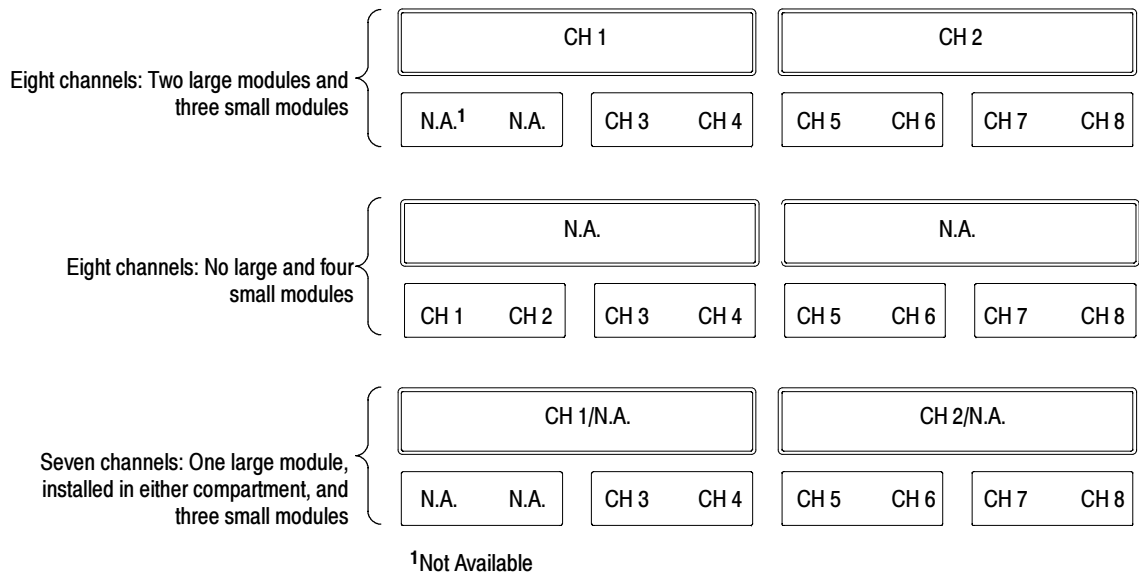 CH 1 CH 2
Eight channels: Two large modules and
three small modules
N.A.1 N.A. CH 3 CH 4 CH 5 CH 6 CH 7 CH 8
N.A. N.A.
Eight channels: No large and four
small modules
CH 1 CH 2 CH 3 CH 4 CH 5 CH 6 CH 7 CH 8
CH 1/N.A. CH 2/N.A.
Seven channels: One large module,
installed in either compartment, and
three small modules
N.A. N.A. CH 3 CH 4 CH 5 CH 6 CH 7 CH 8
1Not Available